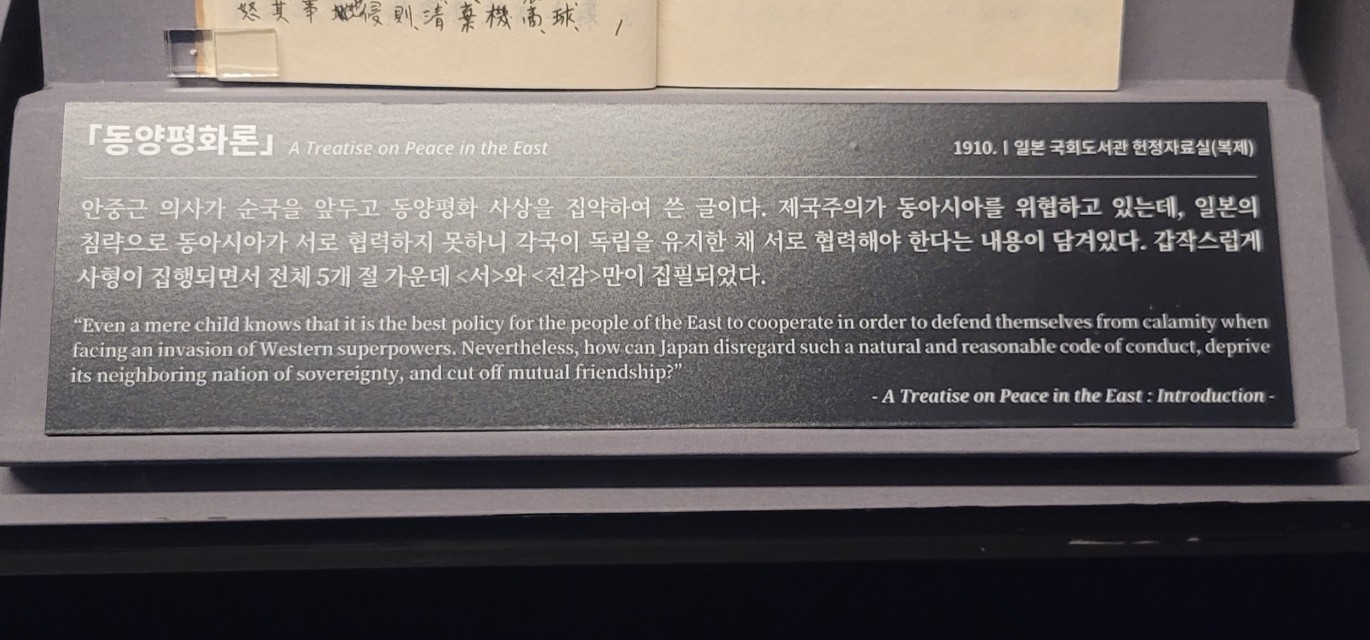 怒 其 事 侵 則 清 棄 機 高 球
「동양평화론」 A Treatise on Peace in the East
1910. | 일본 국회도서관 헌정자료실(복제)
안중근 의사가 순국을 앞두고 동양평화 사상을 집약하여 쓴 글이다. 제국주의가 동아시아를 위협하고 있는데, 일본의
침략으로 동아시아가 서로 협력하지 못하니 각국이 독립을 유지한 채 서로 협력해야 한다는 내용이 담겨있다. 갑작스럽게
사형이 집행되면서 전체 5개 절 가운데 <서>와 <전감>만이 집필되었다.
“Even a mere child knows that it is the best policy for the people of the East to cooperate in order to defend themselves from calamity when
facing an invasion of Western superpowers. Nevertheless, how can Japan disregard such a natural and reasonable code of conduct, deprive
its neighboring nation of sovereignty, and cut off mutual friendship?”
- A Treatise on Peace in the East : Introduction -